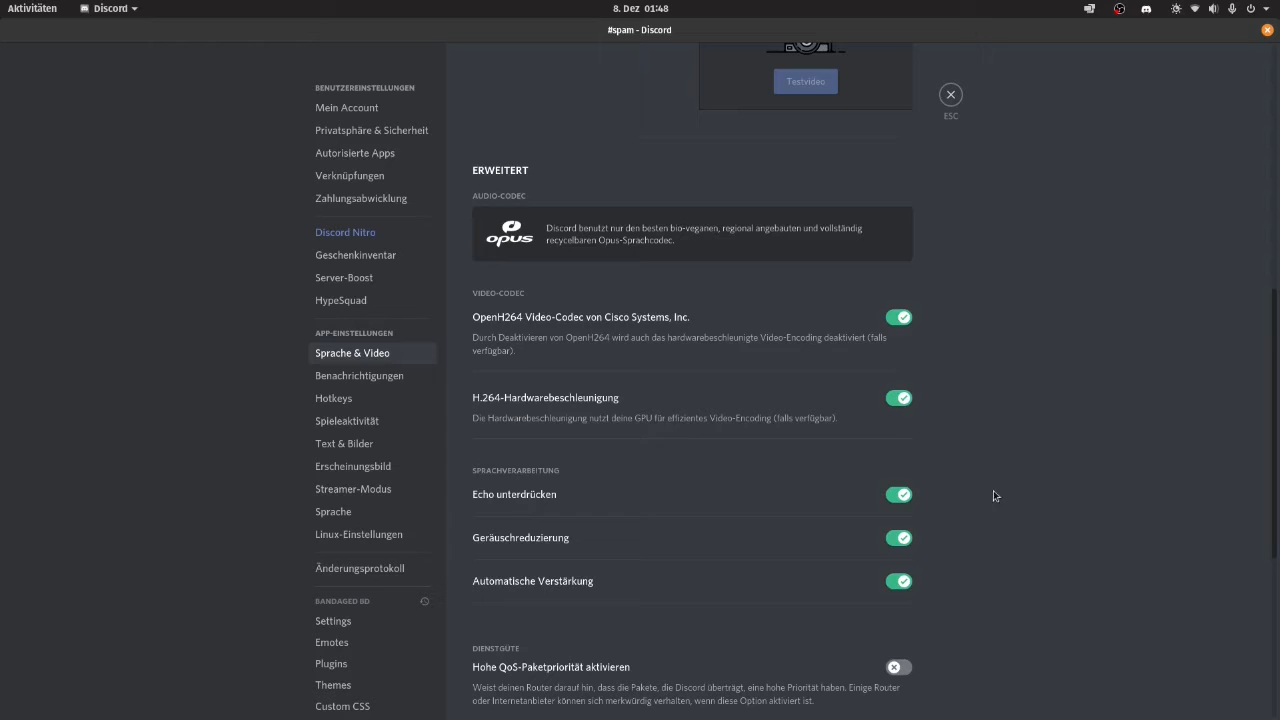 Aktivitäten
Discord
8. Dez 01:48
#spam - Discord
BENUTZEREINSTELLUNGEN
Mein Account
Privatsphäre & Sicherheit
Autorisierte Apps
Verknüpfungen
Zahlungsabwicklung
Discord Nitro
Geschenkinventar
Server-Boost
HypeSquad
APP-EINSTELLUNGEN
Sprache & Video
Benachrichtigungen
Hotkeys
Spieleaktivität
Text & Bilder
Erscheinungsbild
Streamer-Modus
Sprache
Linux-Einstellungen
Änderungsprotokoll
BANDAGED BD
Settings
Emotes
Plugins
Themes
Custom CSS
Testvideo
ESC
ERWEITERT
AUDIO-CODEC
opus
Discord benutzt nur den besten bio-veganen, regional angebauten und vollständig
recycelbaren Opus-Sprachcodec.
VIDEO-CODEC
OpenH264 Video-Codec von Cisco Systems, Inc.
Durch Deaktivieren von OpenH264 wird auch das hardwarebeschleunigte Video-Encoding deaktiviert (falls
verfügbar).
H.264-Hardwarebeschleunigung
Die Hardwarebeschleunigung nutzt deine GPU für effizientes Video-Encoding (falls verfügbar).
SPRACHVERARBEITUNG
Echo unterdrücken
Geräuschreduzierung
Automatische Verstärkung
DIENSTGÜTE
Hohe QoS-Paketpriorität aktivieren
Weist deinen Router darauf hin, dass die Pakete, die Discord überträgt, eine hohe Priorität haben. Einige Router
oder Internetanbieter können sich merkwürdig verhalten, wenn diese Option aktiviert ist.